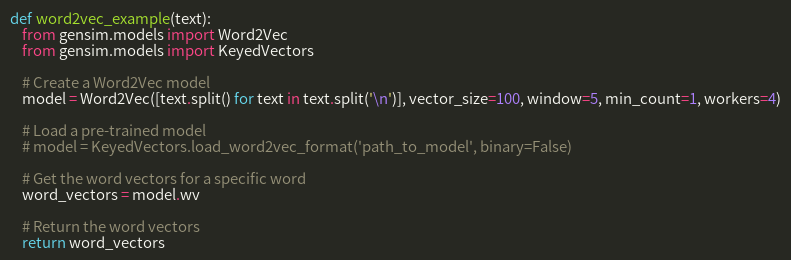 def word2vec_example(text):
    from gensim.models import Word2Vec
    from gensim.models import KeyedVectors

    # Create a Word2Vec model
    model = Word2Vec([text.split() for text in text.split('\n')], vector_size=100, window=5, min_count=1, workers=4)

    # Load a pre-trained model
    # model = KeyedVectors.load_word2vec_format('path_to_model', binary=False)

    # Get the word vectors for a specific word
    word_vectors = model.wv

    # Return the word vectors
    return word_vectors